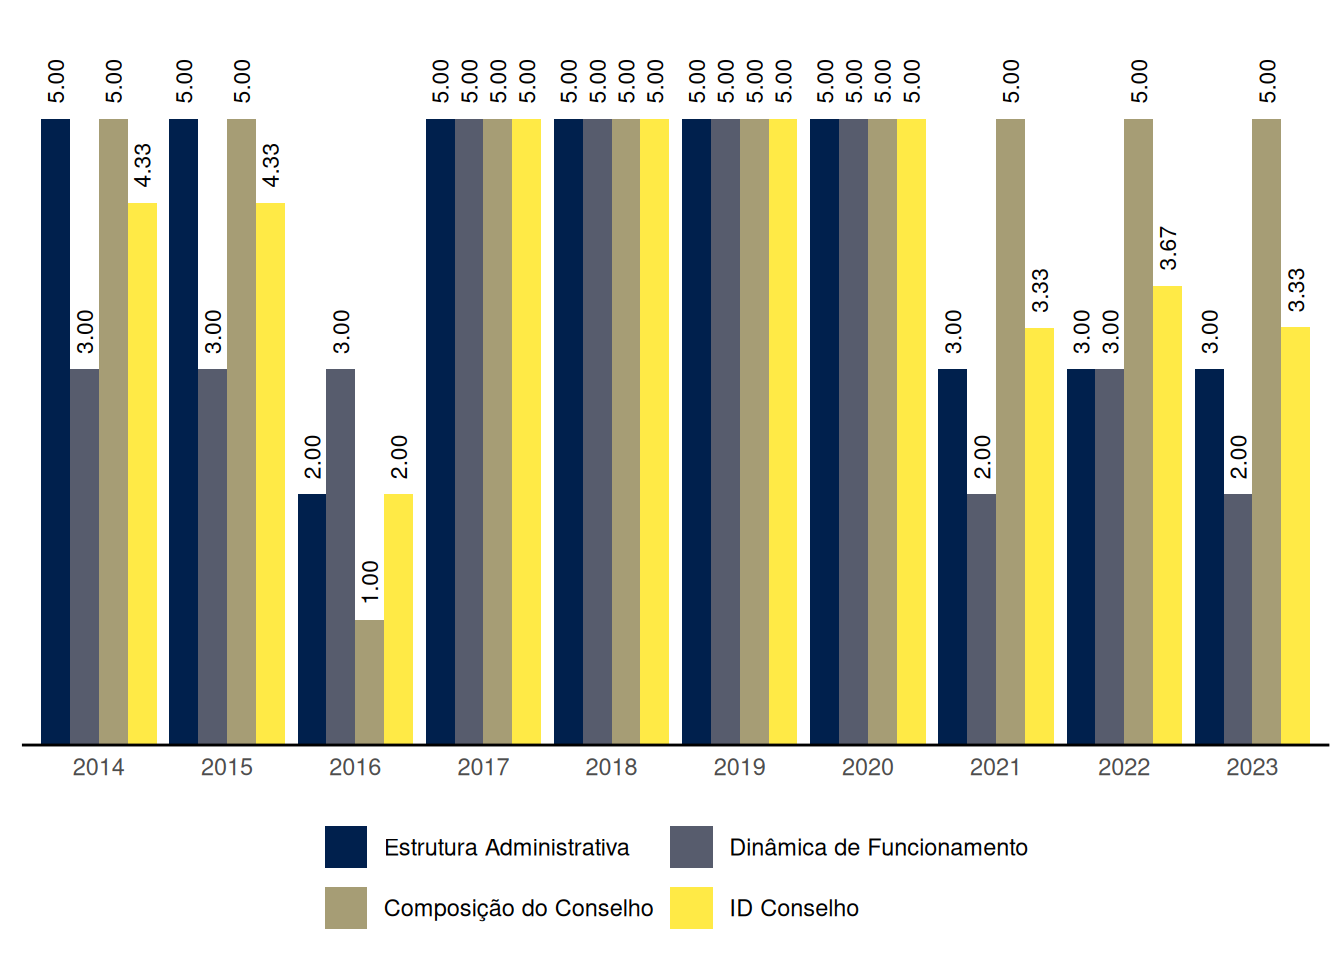 5.00 3.00 5.00 4.33 5.00 3.00 5.00 4.33 2.00 3.00 1.00 2.00 5.00 5.00 5.00 5.00 5.00 5.00 5.00 5.00 5.00 5.00 5.00 5.00 5.00 5.00 5.00 5.00 3.00 2.00 5.00 3.33 3.00 3.00 5.00 3.67 3.00 2.00 5.00 3.33
2014 2015 2016 2017 2018 2019 2020 2021 2022 2023
Estrutura Administrativa Dinâmica de Funcionamento
Composição do Conselho ID Conselho